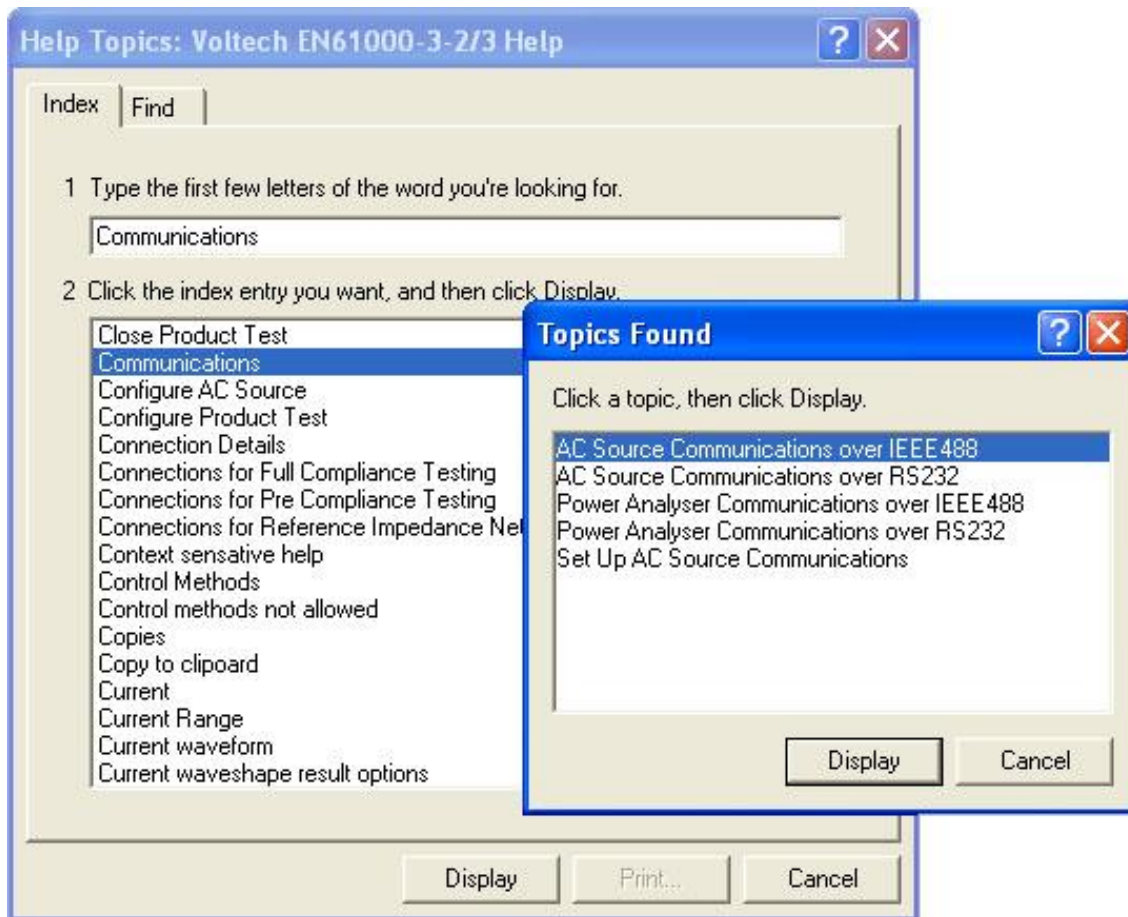 Help Topics: Voltech EN61000-3-2/3 Help
Index
Find
1 Type the first few letters of the word you're looking for.
Communications
2 Click the index entry you want, and then click Display.
Close Product Test
Communications
Configure AC Source
Configure Product Test
Connection Details
Connections for Full Compliance Testing
Connections for Pre Compliance Testing
Connections for Reference Impedance Net
Context sensative help
Control Methods
Control methods not allowed
Copies
Copy to clipoard
Current
Current Range
Current waveform
Current waveshape result options
Display
Print...
Cancel
Topics Found
Click a topic, then click Display.
AC Source Communications over IEEE488
AC Source Communications over RS232
Power Analyser Communications over IEEE488
Power Analyser Communications over RS232
Set Up AC Source Communications
Display
Cancel